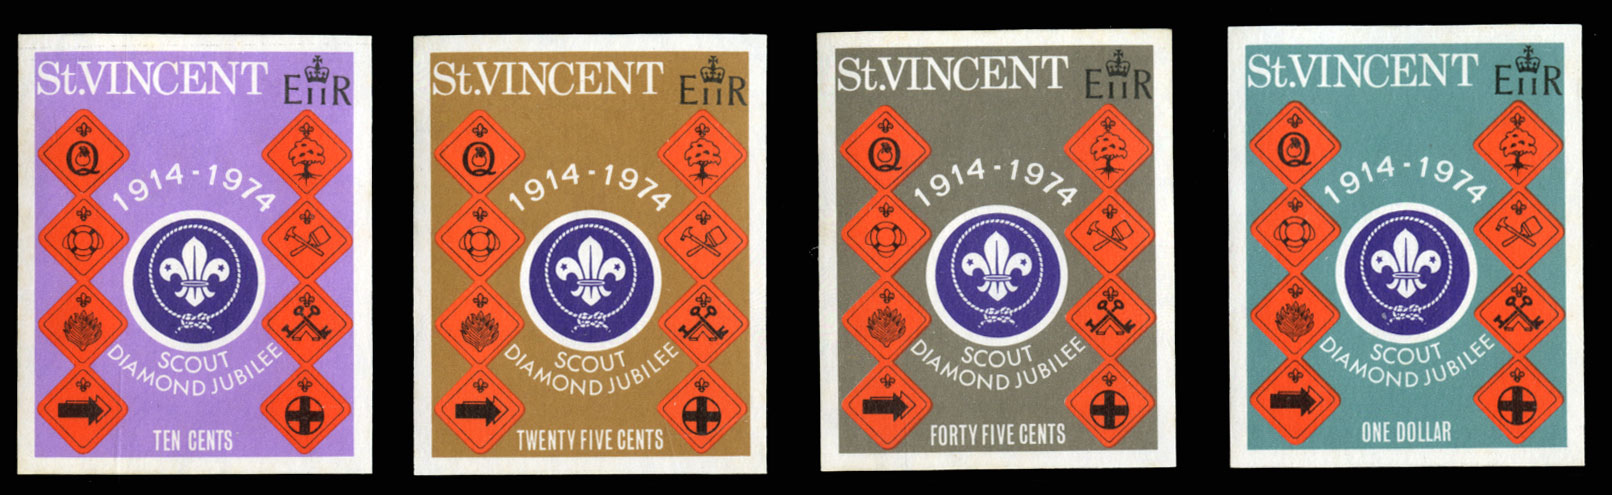 St.VINCENT
EIIR
Q
1914-1974
SCOUT
DIAMOND JUBILEE
TEN CENTS
St.VINCENT
EIIR
Q
1914-1974
SCOUT
DIAMOND JUBILEE
TWENTY FIVE CENTS
St.VINCENT
EIIR
Q
1914-1974
SCOUT
DIAMOND JUBILEE
FORTY FIVE CENTS
St.VINCENT
EIIR
Q
1914-1974
SCOUT
DIAMOND JUBILEE
ONE DOLLAR